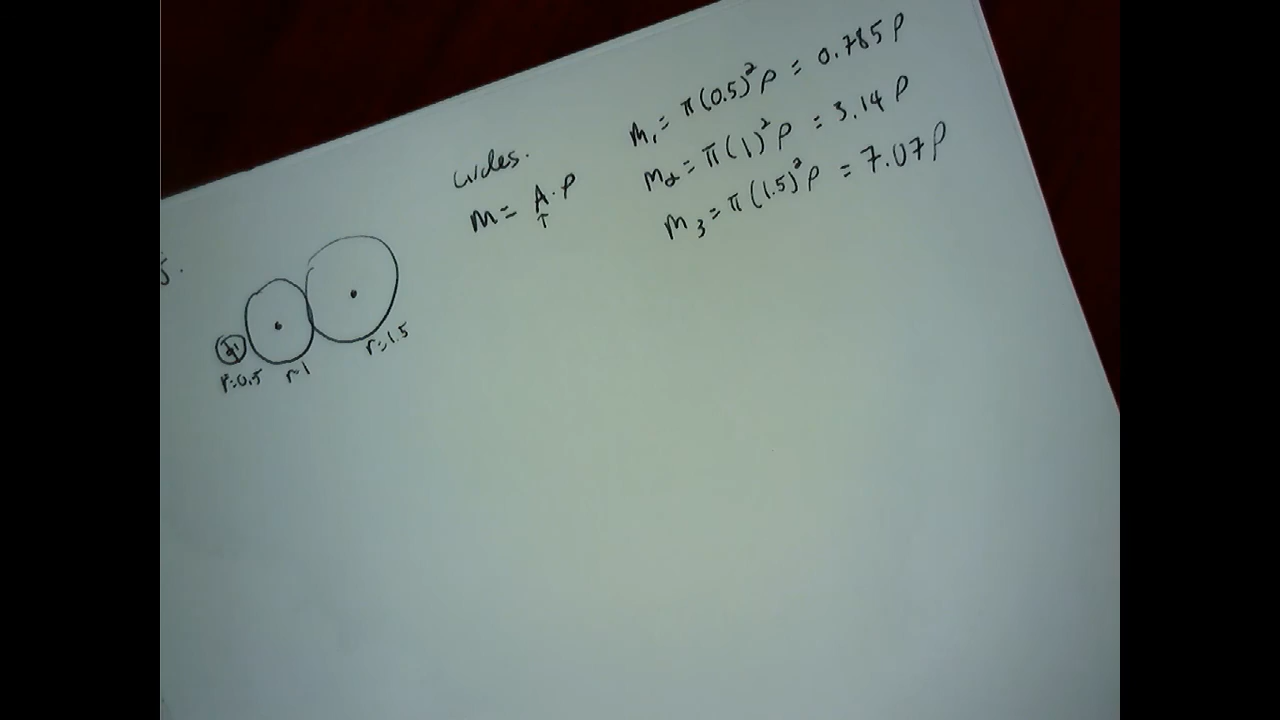 5.
r=0.5
r=1
r=1.5
circles.
m = A · ρ
m₁ = π(0.5)² ρ = 0.785 ρ
m₂ = π(1)² ρ = 3.14 ρ
m₃ = π(1.5)² ρ = 7.07 ρ